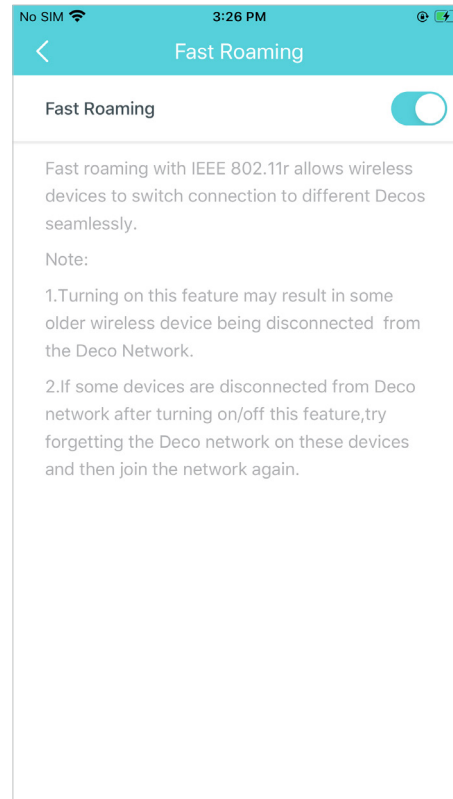 No SIM 3:26 PM
Fast Roaming
Fast Roaming
Fast roaming with IEEE 802.11r allows wireless
devices to switch connection to different Decos
seamlessly.
Note:
1.Turning on this feature may result in some
older wireless device being disconnected  from
the Deco Network.
2.If some devices are disconnected from Deco
network after turning on/off this feature,try
forgetting the Deco network on these devices
and then join the network again.